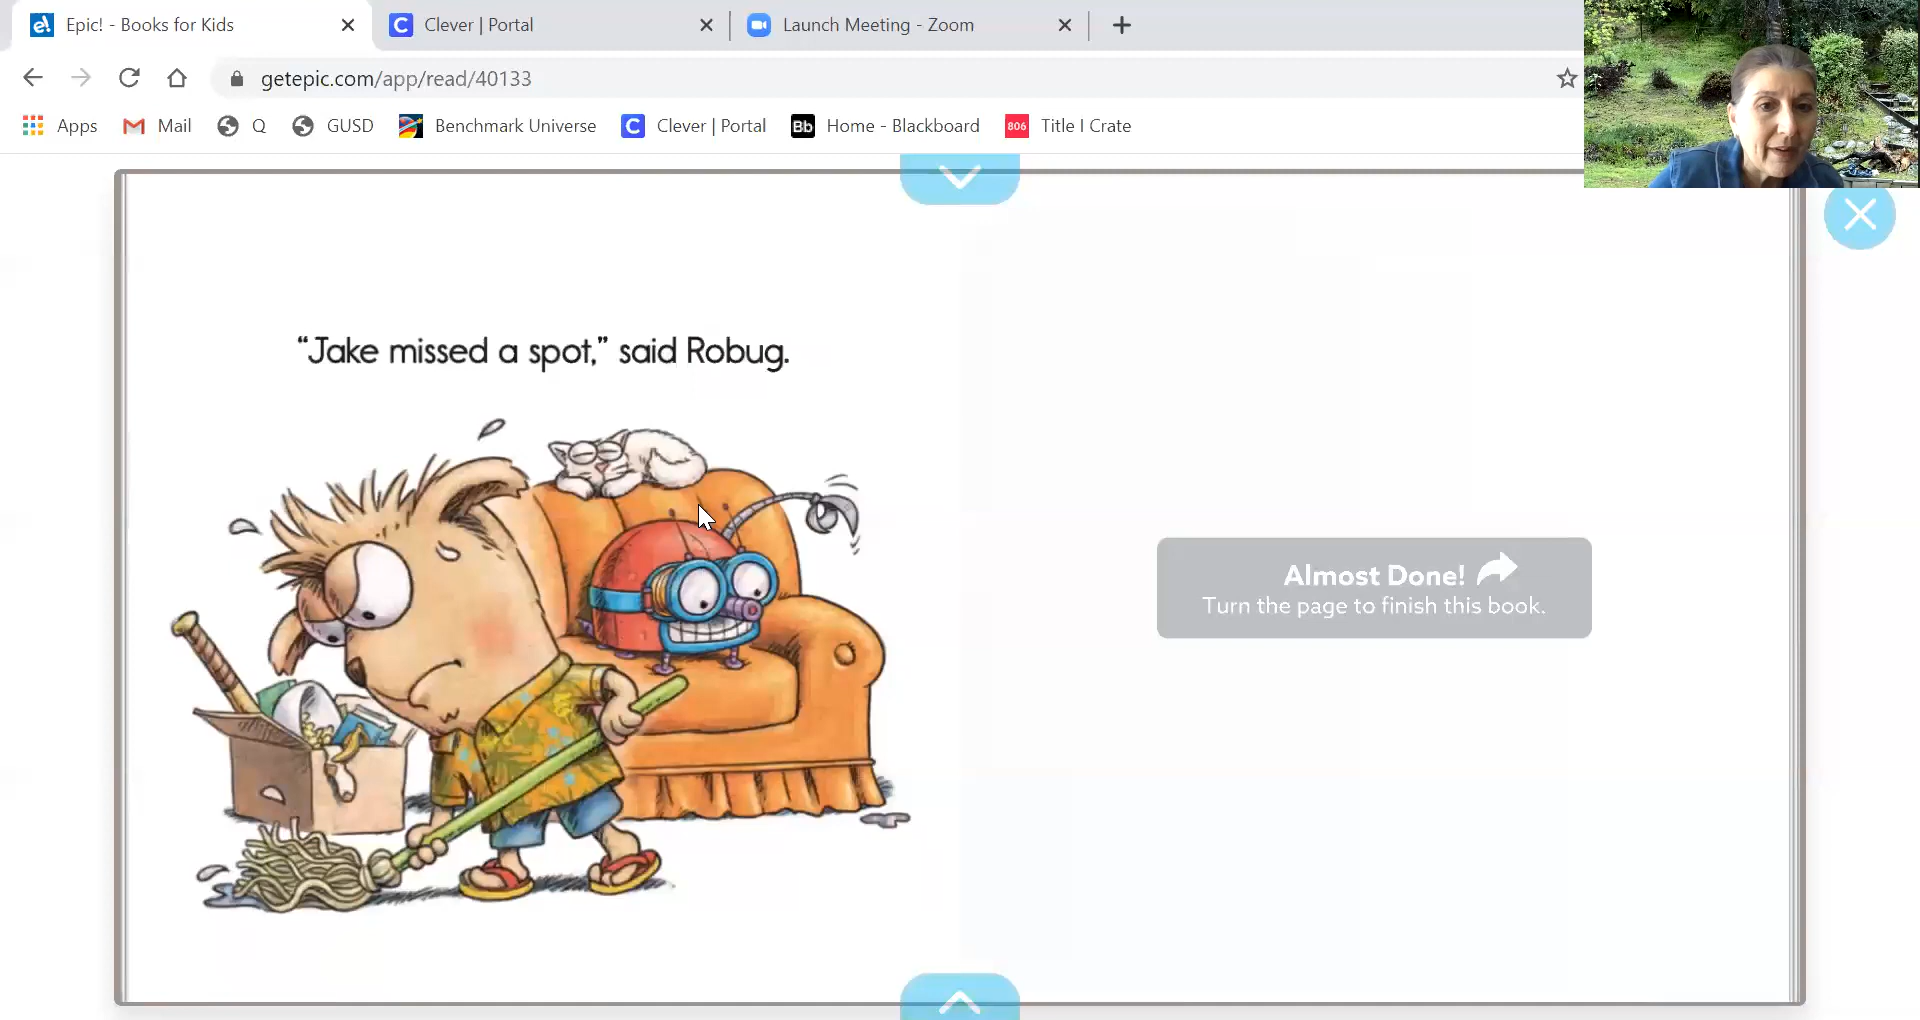 Epic! - Books for Kids
Clever | Portal
Launch Meeting - Zoom
getepic.com/app/read/40133
Apps
Mail
Q
GUSD
Benchmark Universe
Clever | Portal
Bb Home - Blackboard
806 Title I Crate
“Jake missed a spot,” said Robug.
Almost Done!
Turn the page to finish this book.